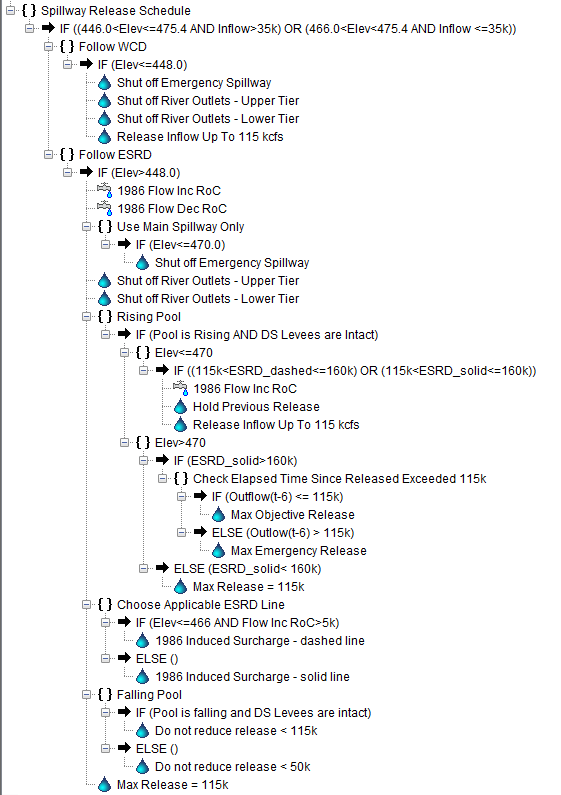 Spillway Release Schedule
IF ((446.0<Elev<=475.4 AND Inflow>35k) OR (466.0<Elev<Inflow <=35k))
Follow WCD
IF (Elev<=448.0)
Shut off Emergency Spillway
Shut off River Outlets - Upper Tier
Shut off River Outlets - Lower Tier
Release Inflow Up To 115 kcfs
Follow ESRD
IF (Elev>448.0)
1986 Flow Inc RoC
1986 Flow Dec RoC
Use Main Spillway Only
IF (Elev<=470.0)
Shut off Emergency Spillway
Shut off River Outlets - Upper Tier
Shut off River Outlets - Lower Tier
Rising Pool
IF (Pool is Rising AND DS Levees are Intact)
Elev<=470
IF ((115k<ESRD_dashed<=160k) OR (115k<ESRD_solid<=160k))
1986 Flow Inc RoC
Hold Previous Release
Release Inflow Up To 115 kcfs
Elev>470
IF (ESRD_solid>160k)
Check Elapsed Time Since Released Exceeded 115k
IF (Outflow(t-6) <= 115k)
Max Objective Release
ELSE (Outlow(t-6) > 115k)
Max Emergency Release
ELSE (ESRD_solid< 160k)
Max Release = 115k
Choose Applicable ESRD Line
IF (Elev<=466 AND Flow Inc RoC>5k)
1986 Induced Surcharge - dashed line
ELSE ()
1986 Induced Surcharge - solid line
Falling Pool
IF (Pool is falling and DS Levees are intact)
Do not reduce release < 115k
ELSE ()
Do not reduce release < 50k
Max Release = 115k